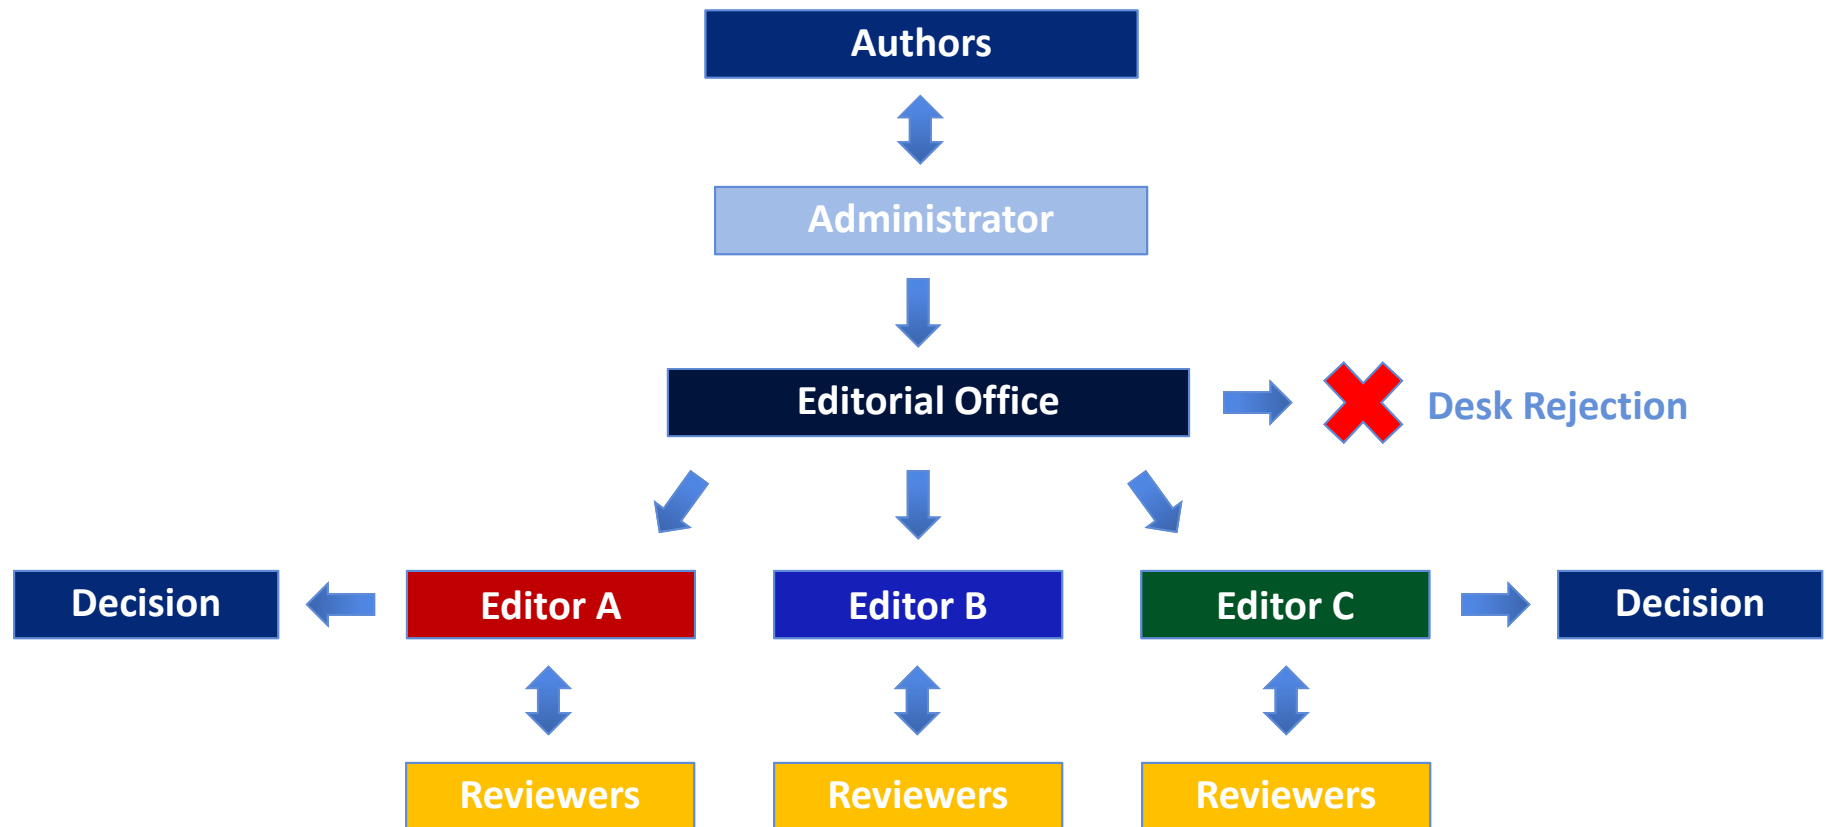 Authors
Administrator
Editorial Office
Desk Rejection
Decision
Editor A
Editor B
Editor C
Decision
Reviewers
Reviewers
Reviewers